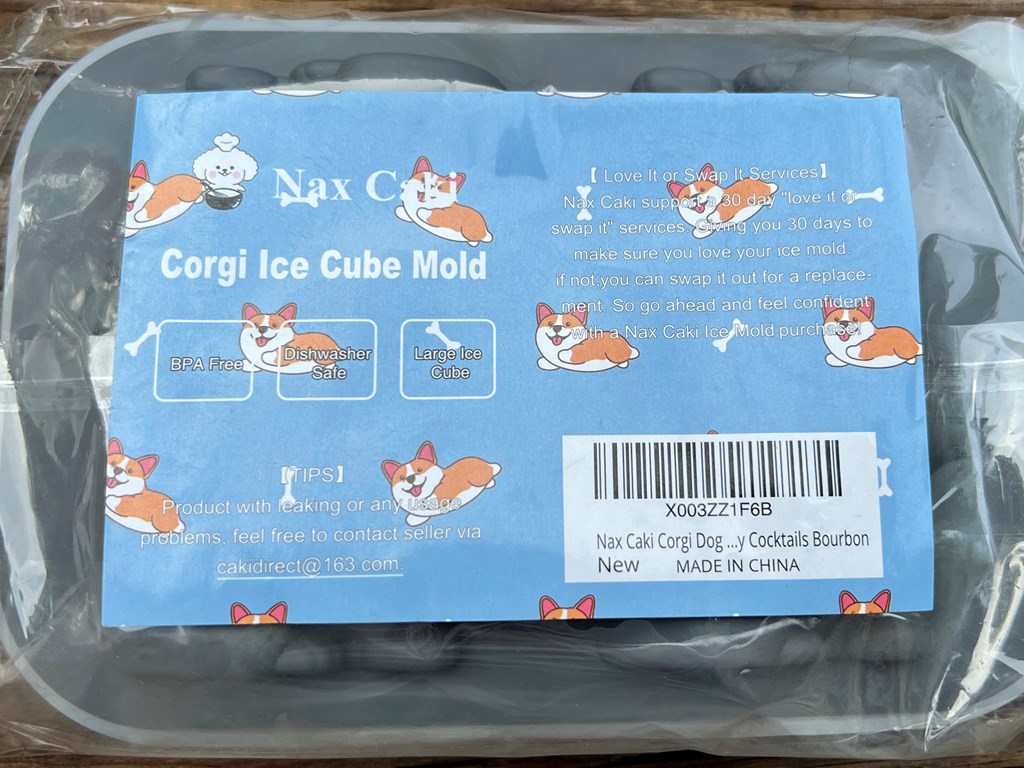 Nax Caki
Corgi Ice Cube Mold
BPA Free
Dishwasher
Safe
Large Ice
Cube
【TIPS】
Product with leaking or any usage
problems, feel free to contact seller via
cakidirect@163.com.
【 Love It or Swap It Services】
Nax Caki support a 30 day "love it or
swap it" services. Giving you 30 days to
make sure you love your ice mold.
if not,you can swap it out for a replace-
ment. So go ahead and feel confident
with a Nax Caki Ice Mold purchase!
X003ZZ1F6B
Nax Caki Corgi Dog ...y Cocktails Bourbon
New MADE IN CHINA